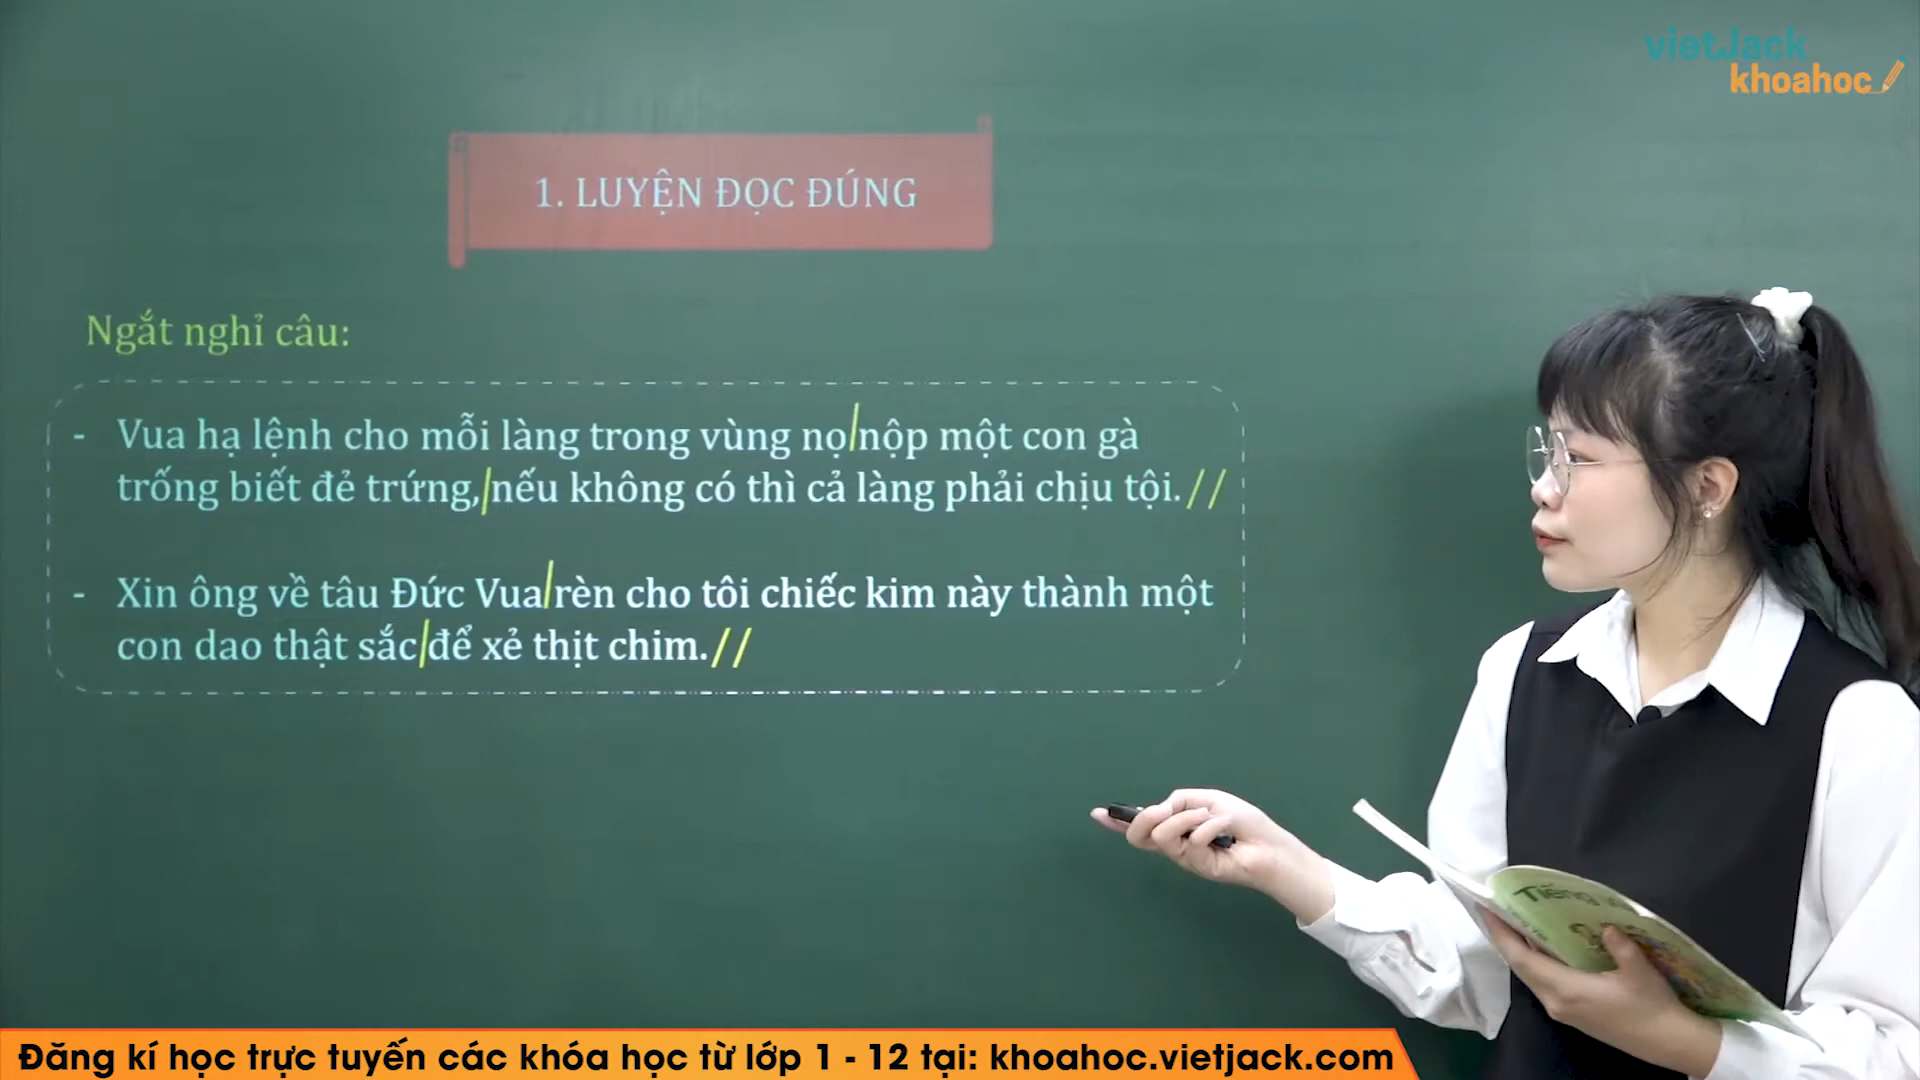 vietJack
khoahoc
1. LUYỆN ĐỌC ĐÚNG
Ngắt nghỉ câu:
- Vua hạ lệnh cho mỗi làng trong vùng nọ/nộp một con gà
trống biết đẻ trứng,/nếu không có thì cả làng phải chịu tội.//
- Xin ông về tâu Đức Vua/rèn cho tôi chiếc kim này thành một
con dao thật sắc/để xẻ thịt chim.//
Tiếng
Đăng kí học trực tuyến các khóa học từ lớp 1 - 12 tại: khoahoc.vietjack.com